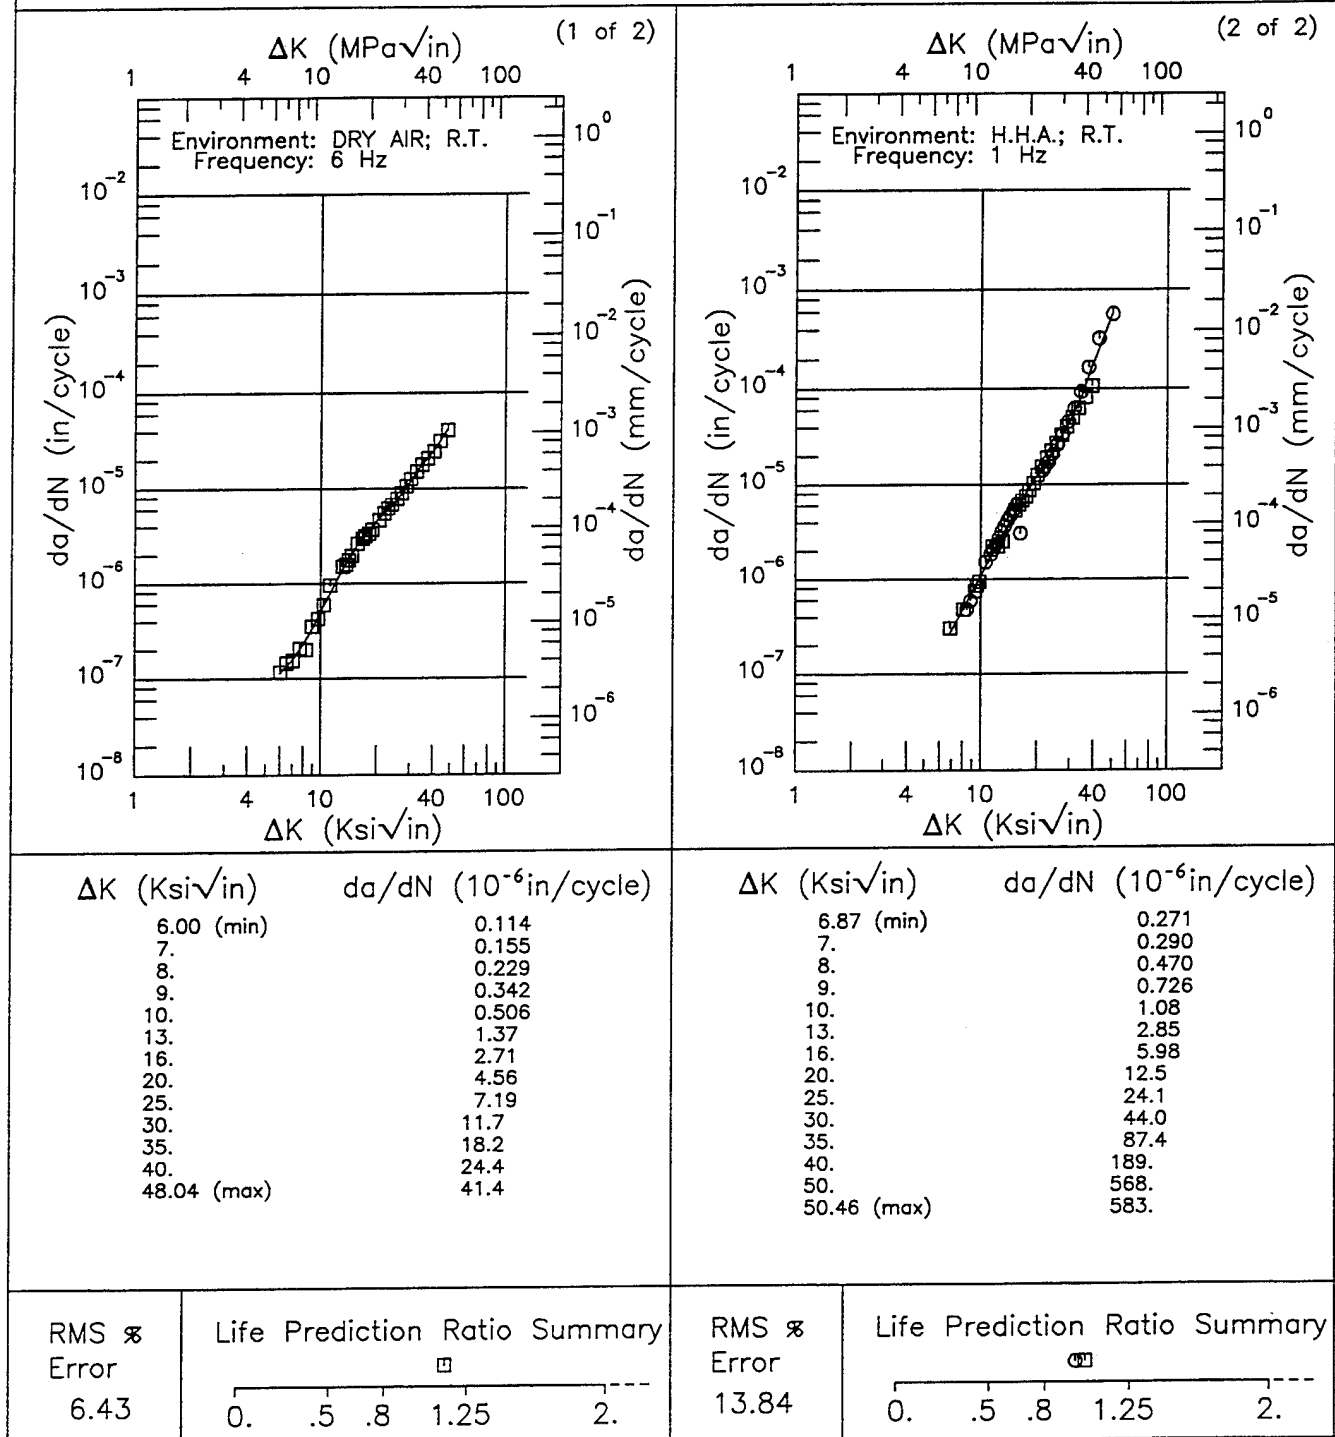 (1 of 2)
ΔK (MPa√in)
1 4 10 40 100
Environment: DRY AIR; R.T.
Frequency: 6 Hz
10⁰
10⁻¹
10⁻²
10⁻³
10⁻⁴
10⁻⁵
10⁻⁶
da/dN (mm/cycle)
10⁻²
10⁻³
10⁻⁴
10⁻⁵
10⁻⁶
10⁻⁷
10⁻⁸
da/dN (in/cycle)
1 4 10 40 100
ΔK (Ksi√in)
ΔK (Ksi√in) da/dN (10⁻⁶in/cycle)
6.00 (min) 0.114
7. 0.155
8. 0.229
9. 0.342
10. 0.506
13. 1.37
16. 2.71
20. 4.56
25. 7.19
30. 11.7
35. 18.2
40. 24.4
48.04 (max) 41.4
RMS %
Error
6.43
Life Prediction Ratio Summary
0. .5 .8 1.25 2.
(2 of 2)
ΔK (MPa√in)
1 4 10 40 100
Environment: H.H.A.; R.T.
Frequency: 1 Hz
10⁰
10⁻¹
10⁻²
10⁻³
10⁻⁴
10⁻⁵
10⁻⁶
da/dN (mm/cycle)
10⁻²
10⁻³
10⁻⁴
10⁻⁵
10⁻⁶
10⁻⁷
10⁻⁸
da/dN (in/cycle)
1 4 10 40 100
ΔK (Ksi√in)
ΔK (Ksi√in) da/dN (10⁻⁶in/cycle)
6.87 (min) 0.271
7. 0.290
8. 0.470
9. 0.726
10. 1.08
13. 2.85
16. 5.98
20. 12.5
25. 24.1
30. 44.0
35. 87.4
40. 189.
50. 568.
50.46 (max) 583.
RMS %
Error
13.84
Life Prediction Ratio Summary
0. .5 .8 1.25 2.